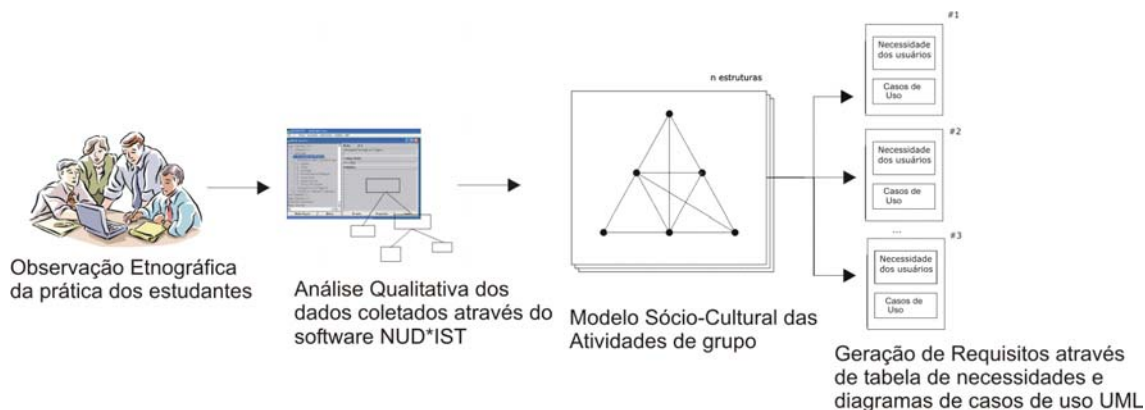 Observação Etnográfica
da prática dos estudantes
Análise Qualitativa dos
dados coletados através do
software NUD*IST
n estruturas
Modelo Sócio-Cultural das
Atividades de grupo
#1
Necessidade
dos usuários
Casos de
Uso
#2
Necessidade
dos usuários
Casos de
Uso
...
#3
Necessidade
dos usuários
Casos de
Uso
Geração de Requisitos através
de tabela de necessidades e
diagramas de casos de uso UML